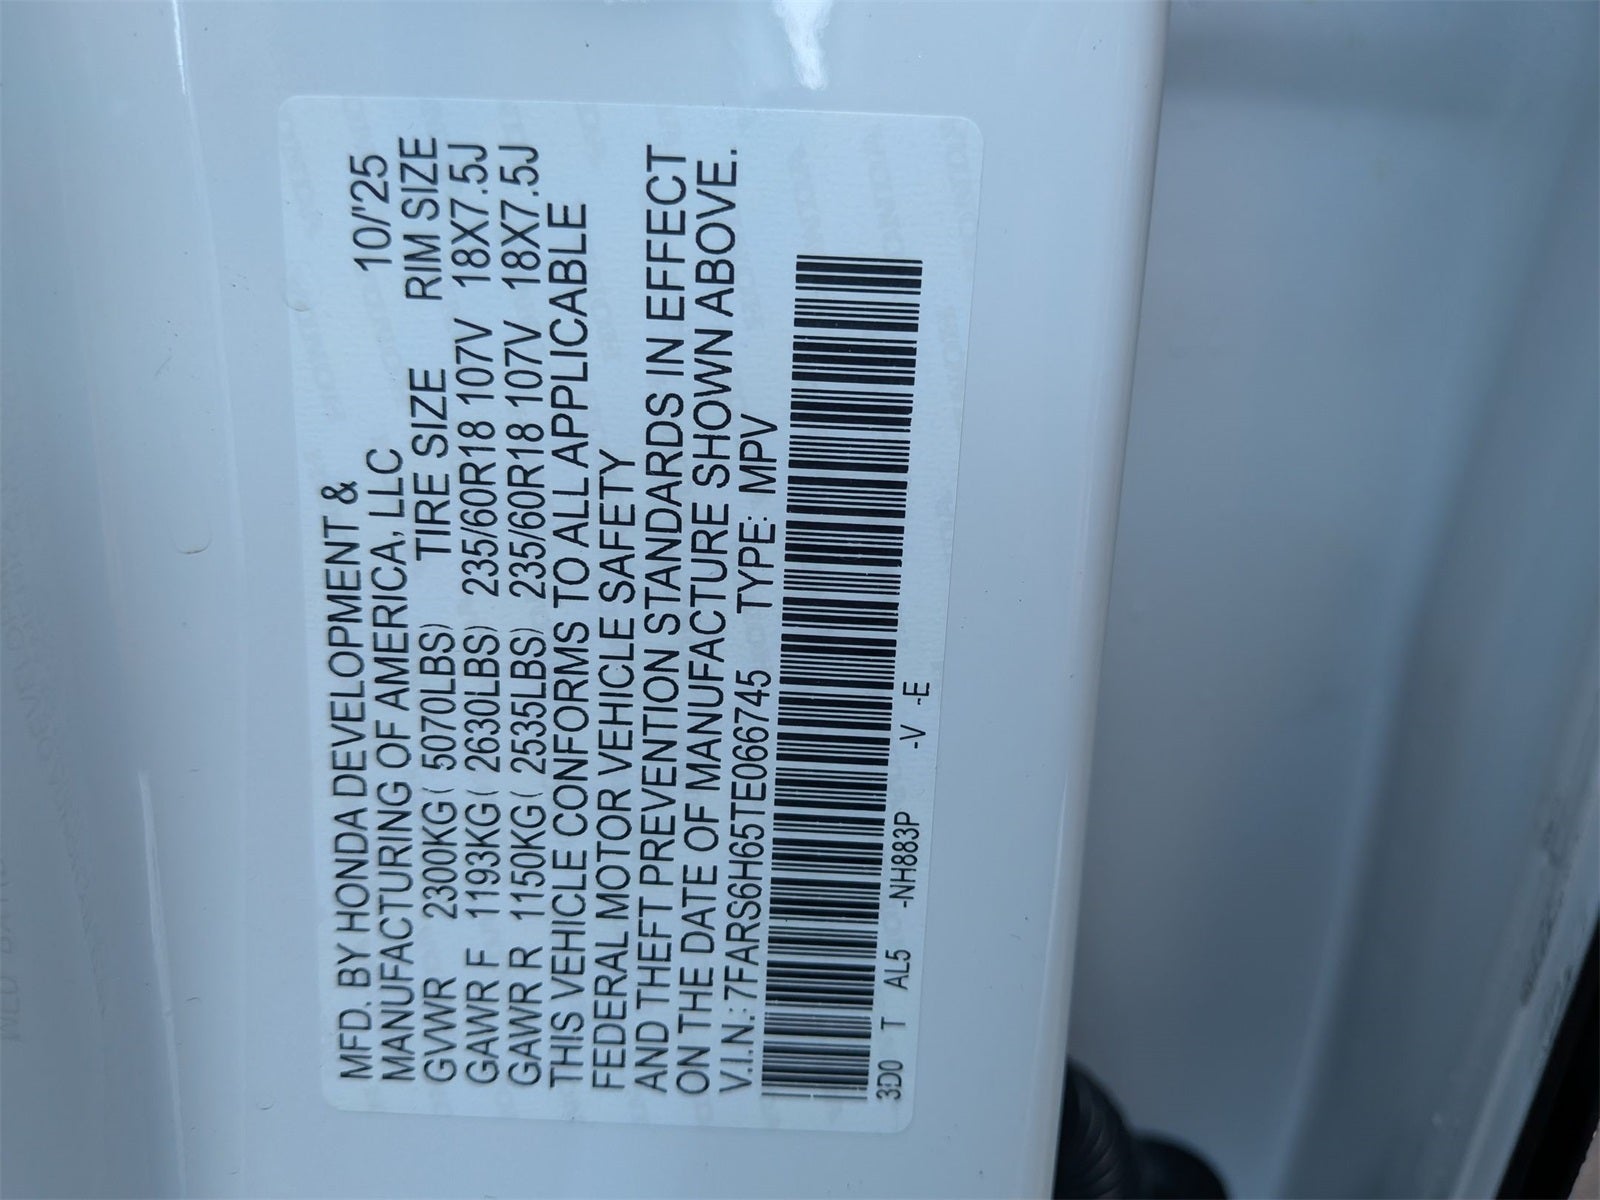 MFD. BY HONDA DEVELOPMENT &
MANUFACTURING OF AMERICA, LLC 10/'25
GVWR 2300KG( 5070LBS) TIRE SIZE RIM SIZE
GAWR F 1193KG( 2630LBS) 235/60R18 107V 18X7.5J
GAWR R 1150KG( 2535LBS) 235/60R18 107V 18X7.5J
THIS VEHICLE CONFORMS TO ALL APPLICABLE
FEDERAL MOTOR VEHICLE SAFETY
AND THEFT PREVENTION STANDARDS IN EFFECT
ON THE DATE OF MANUFACTURE SHOWN ABOVE.
V.I.N.: 7FARS6H65TE066745 TYPE: MPV
3D0 T AL5 -NH883P -V -E